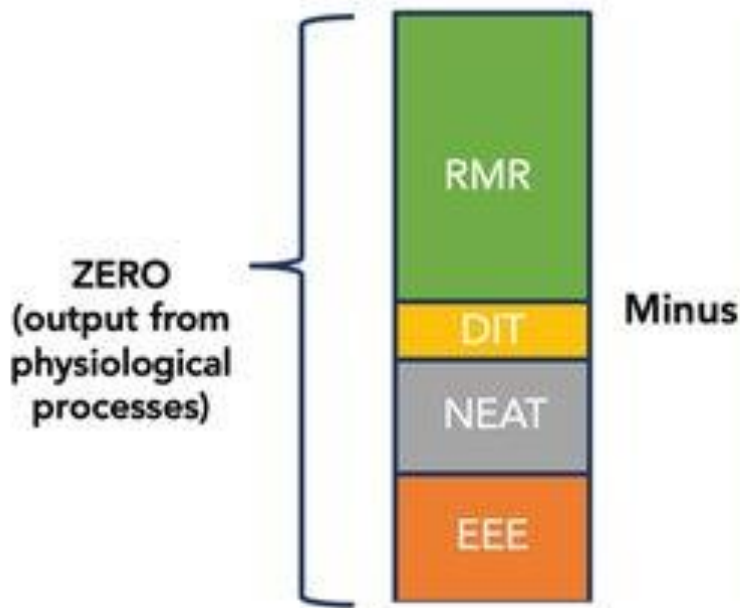 RMR
ZERO
(output from
physiological
processes)
Minus
DIT
NEAT
EEE